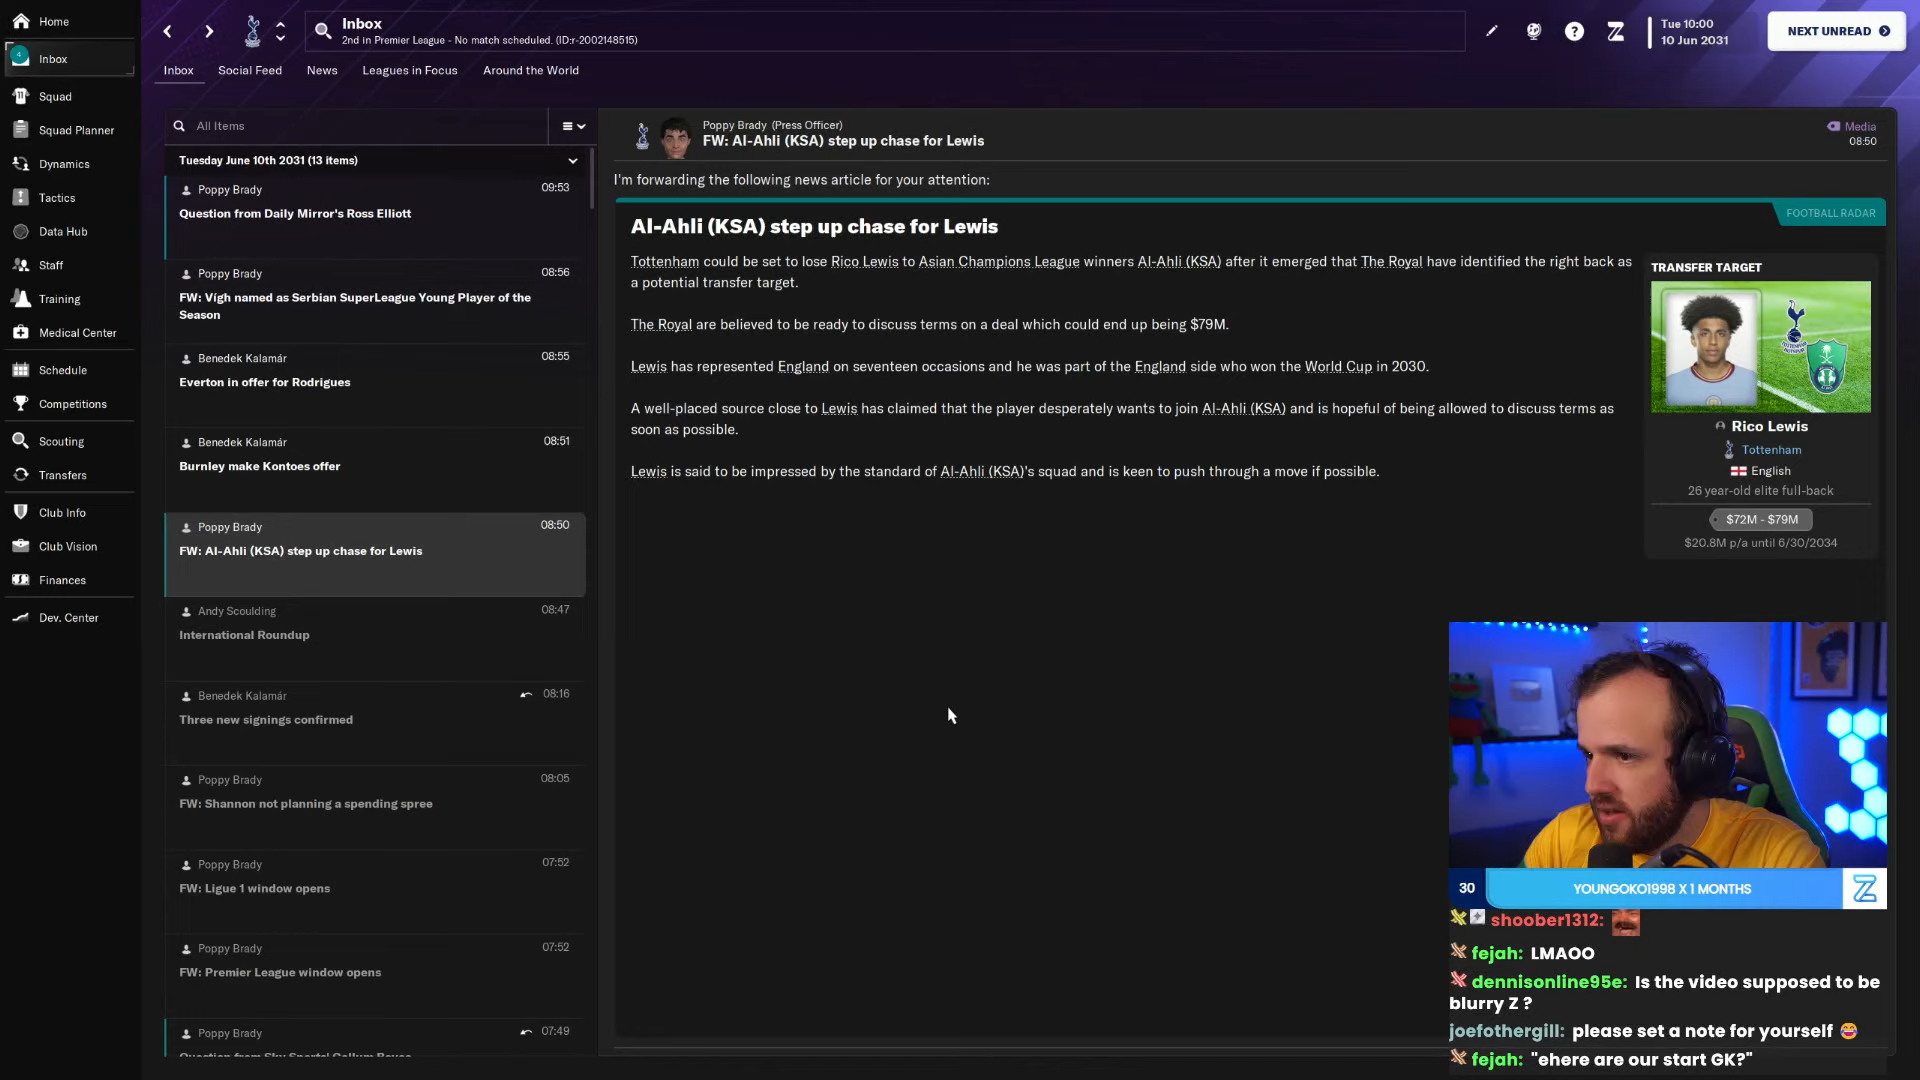 Home
Inbox
2nd in Premier League - No match scheduled. (ID:r-2002148515)
Tue 10:00
10 Jun 2031
NEXT UNREAD
4
Inbox
Squad
Squad Planner
Dynamics
Tactics
Data Hub
Staff
Training
Medical Center
Schedule
Competitions
Scouting
Transfers
Club Info
Club Vision
Finances
Dev. Center
Inbox
Social Feed
News
Leagues in Focus
Around the World
All Items
Tuesday June 10th 2031 (13 items)
Poppy Brady 09:53
Question from Daily Mirror's Ross Elliott
Poppy Brady 08:56
FW: Vígh named as Serbian SuperLeague Young Player of the
Season
Benedek Kalamár 08:55
Everton in offer for Rodrigues
Benedek Kalamár 08:51
Burnley make Kontoes offer
Poppy Brady 08:50
FW: Al-Ahli (KSA) step up chase for Lewis
Andy Scoulding 08:47
International Roundup
Benedek Kalamár 08:16
Three new signings confirmed
Poppy Brady 08:05
FW: Shannon not planning a spending spree
Poppy Brady 07:52
FW: Ligue 1 window opens
Poppy Brady 07:52
FW: Premier League window opens
Poppy Brady 07:49
Poppy Brady (Press Officer)
FW: Al-Ahli (KSA) step up chase for Lewis
Media
08:50
I'm forwarding the following news article for your attention:
FOOTBALL RADAR
Al-Ahli (KSA) step up chase for Lewis
Tottenham could be set to lose Rico Lewis to Asian Champions League winners Al-Ahli (KSA) after it emerged that The Royal have identified the right back as
a potential transfer target.
The Royal are believed to be ready to discuss terms on a deal which could end up being $79M.
Lewis has represented England on seventeen occasions and he was part of the England side who won the World Cup in 2030.
A well-placed source close to Lewis has claimed that the player desperately wants to join Al-Ahli (KSA) and is hopeful of being allowed to discuss terms as
soon as possible.
Lewis is said to be impressed by the standard of Al-Ahli (KSA)'s squad and is keen to push through a move if possible.
TRANSFER TARGET
Rico Lewis
Tottenham
English
26 year-old elite full-back
$72M - $79M
$20.8M p/a until 6/30/2034
30
YOUNGOKO1998 X 1 MONTHS
shoober1312:
fejah: LMAOO
dennisonline95e: Is the video supposed to be
blurry Z ?
joefothergill: please set a note for yourself
fejah: "ehere are our start GK?"